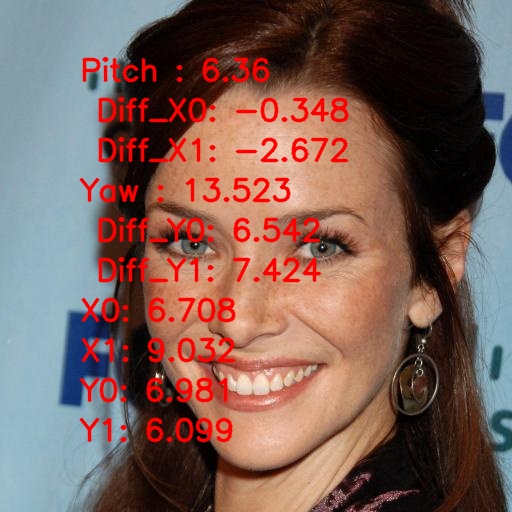 Pitch : 6.36
Diff_X0: -0.348
Diff_X1: -2.672
Yaw : 13.523
Diff_Y0: 6.542
Diff_Y1: 7.424
X0: 6.708
X1: 9.032
Y0: 6.981
Y1: 6.099